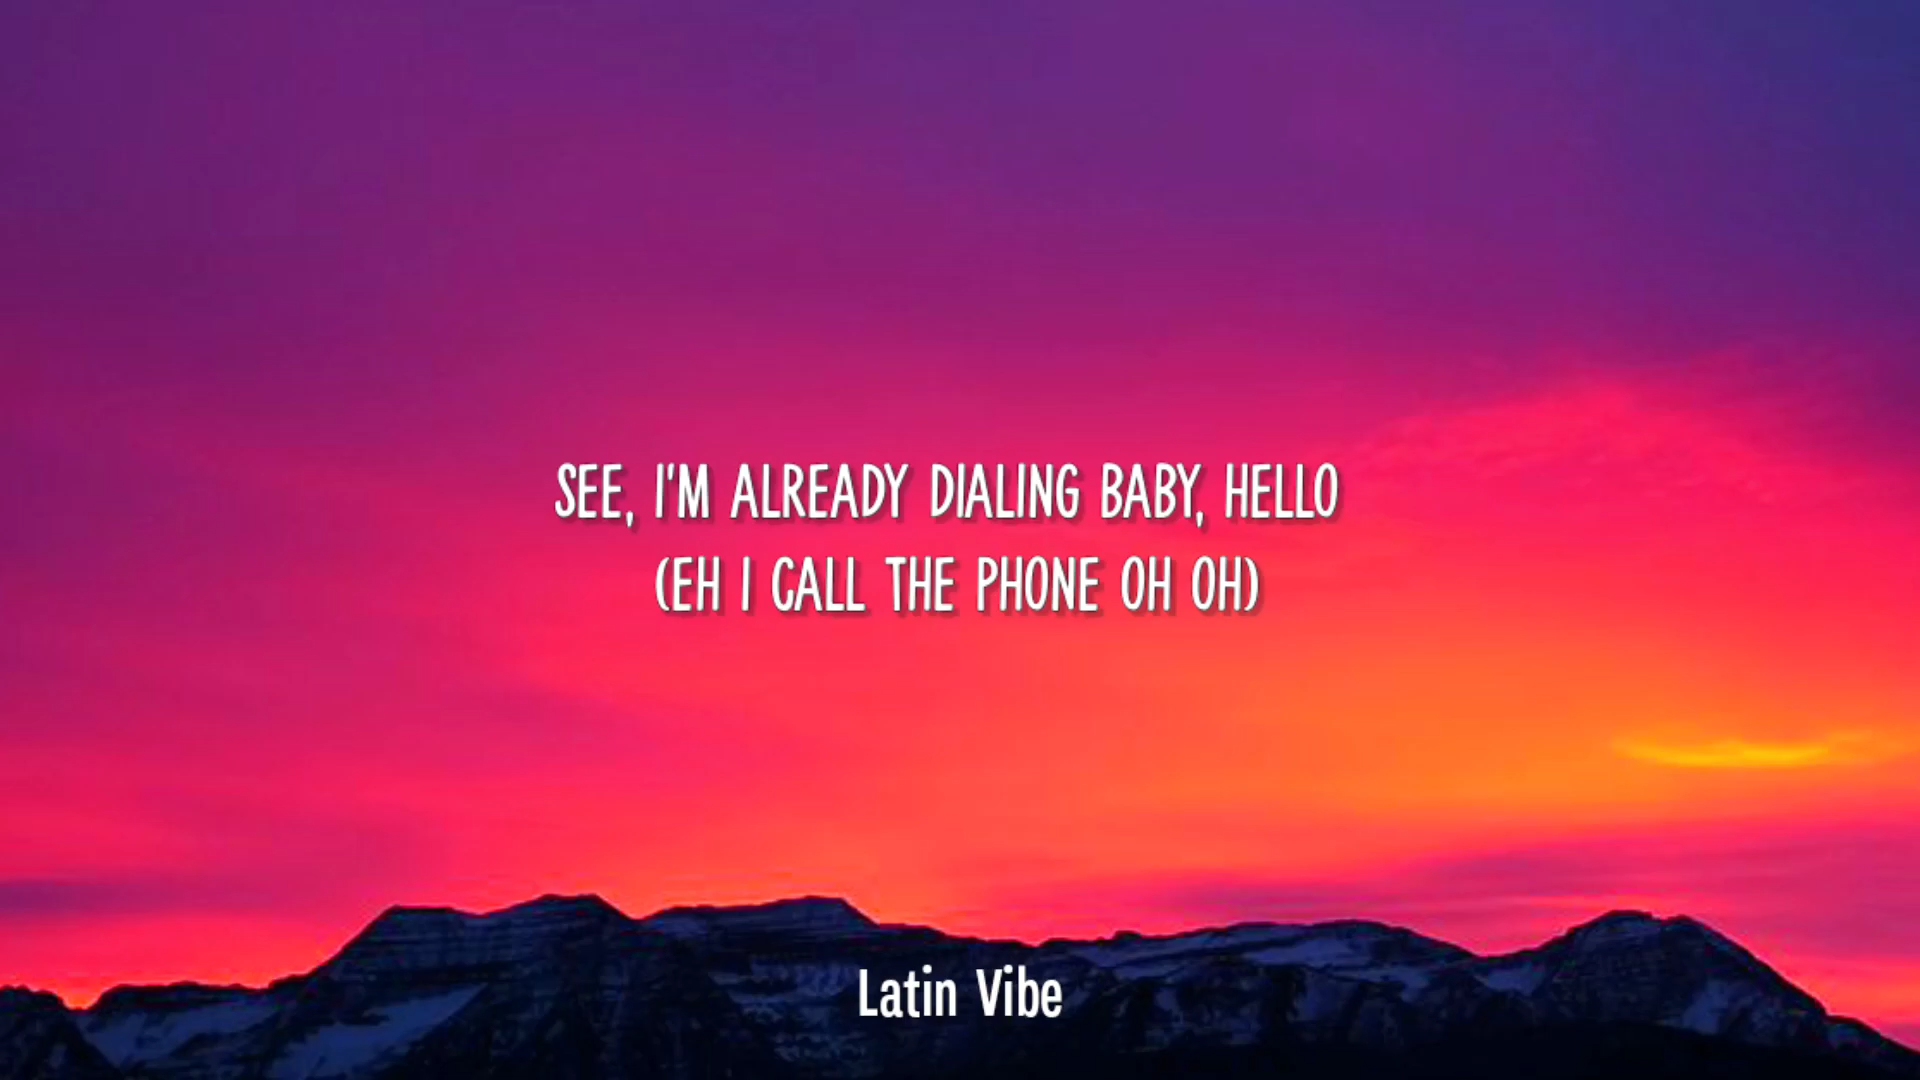 SEE, I'M ALREADY DIALING BABY, HELLO
(EH I CALL THE PHONE OH OH)
Latin Vibe